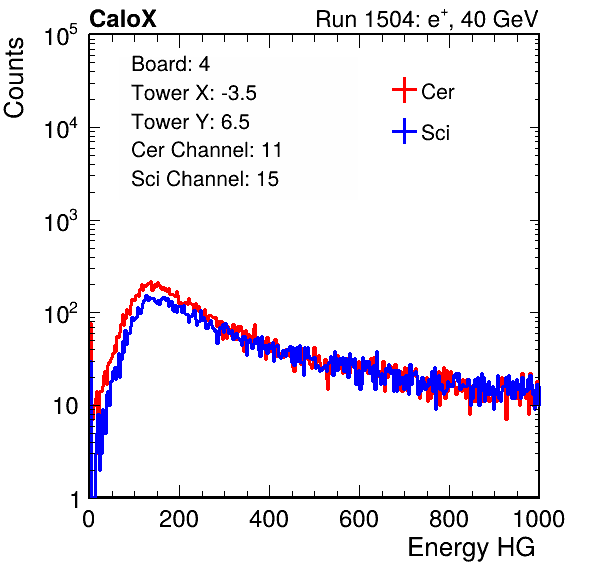 CaloX Run 1504: e⁺, 40 GeV
Board: 4
Tower X: -3.5
Tower Y: 6.5
Cer Channel: 11
Sci Channel: 15
Cer
Sci
Counts
10⁵
10⁴
10³
10²
10
1
0 200 400 600 800 1000
Energy HG